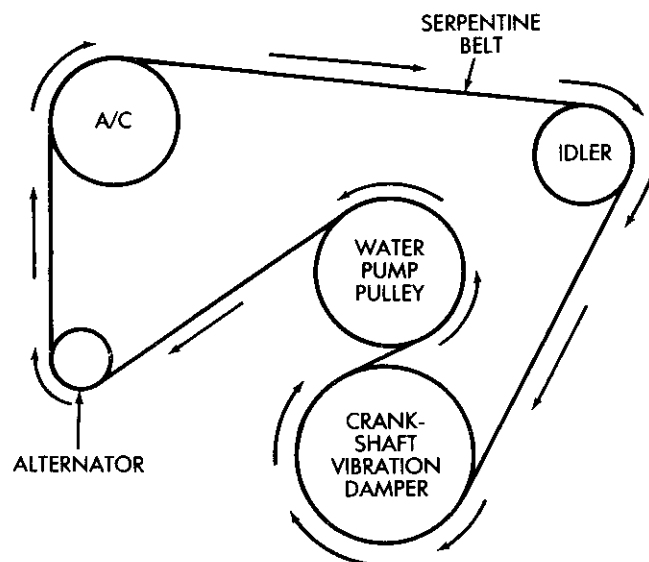 SERPENTINE
BELT
A/C
IDLER
WATER
PUMP
PULLEY
CRANK-
SHAFT
VIBRATION
DAMPER
ALTERNATOR